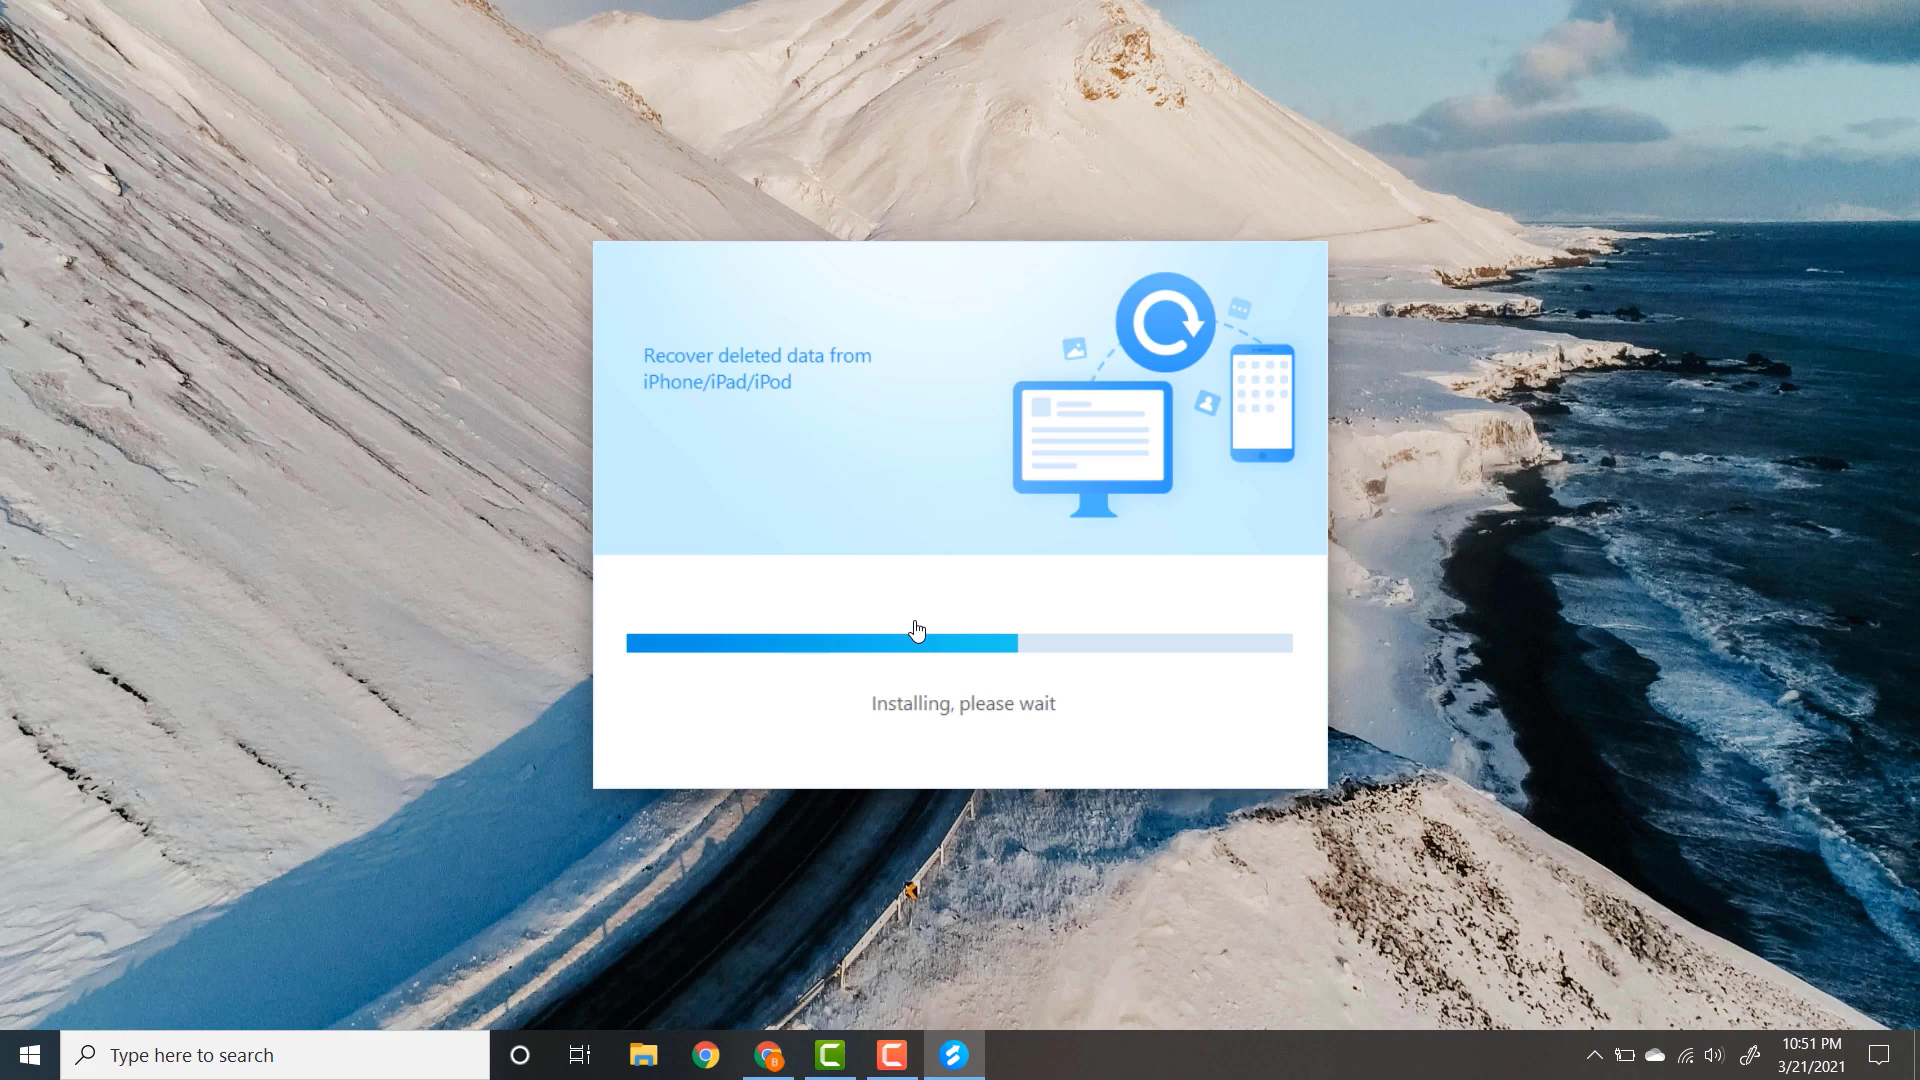 Recover deleted data from
iPhone/iPad/iPod
Installing, please wait
Type here to search
B
10:51 PM
3/21/2021